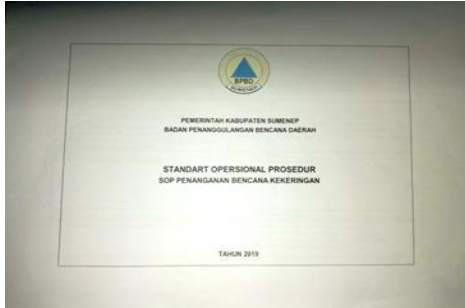 BPBD
SUMENEP
PEMERINTAH KABUPATEN SUMENEP
BADAN PENANGGULANGAN BENCANA DAERAH
STANDART OPERSIONAL PROSEDUR
SOP PENANGANAN BENCANA KEKERINGAN
TAHUN 2019